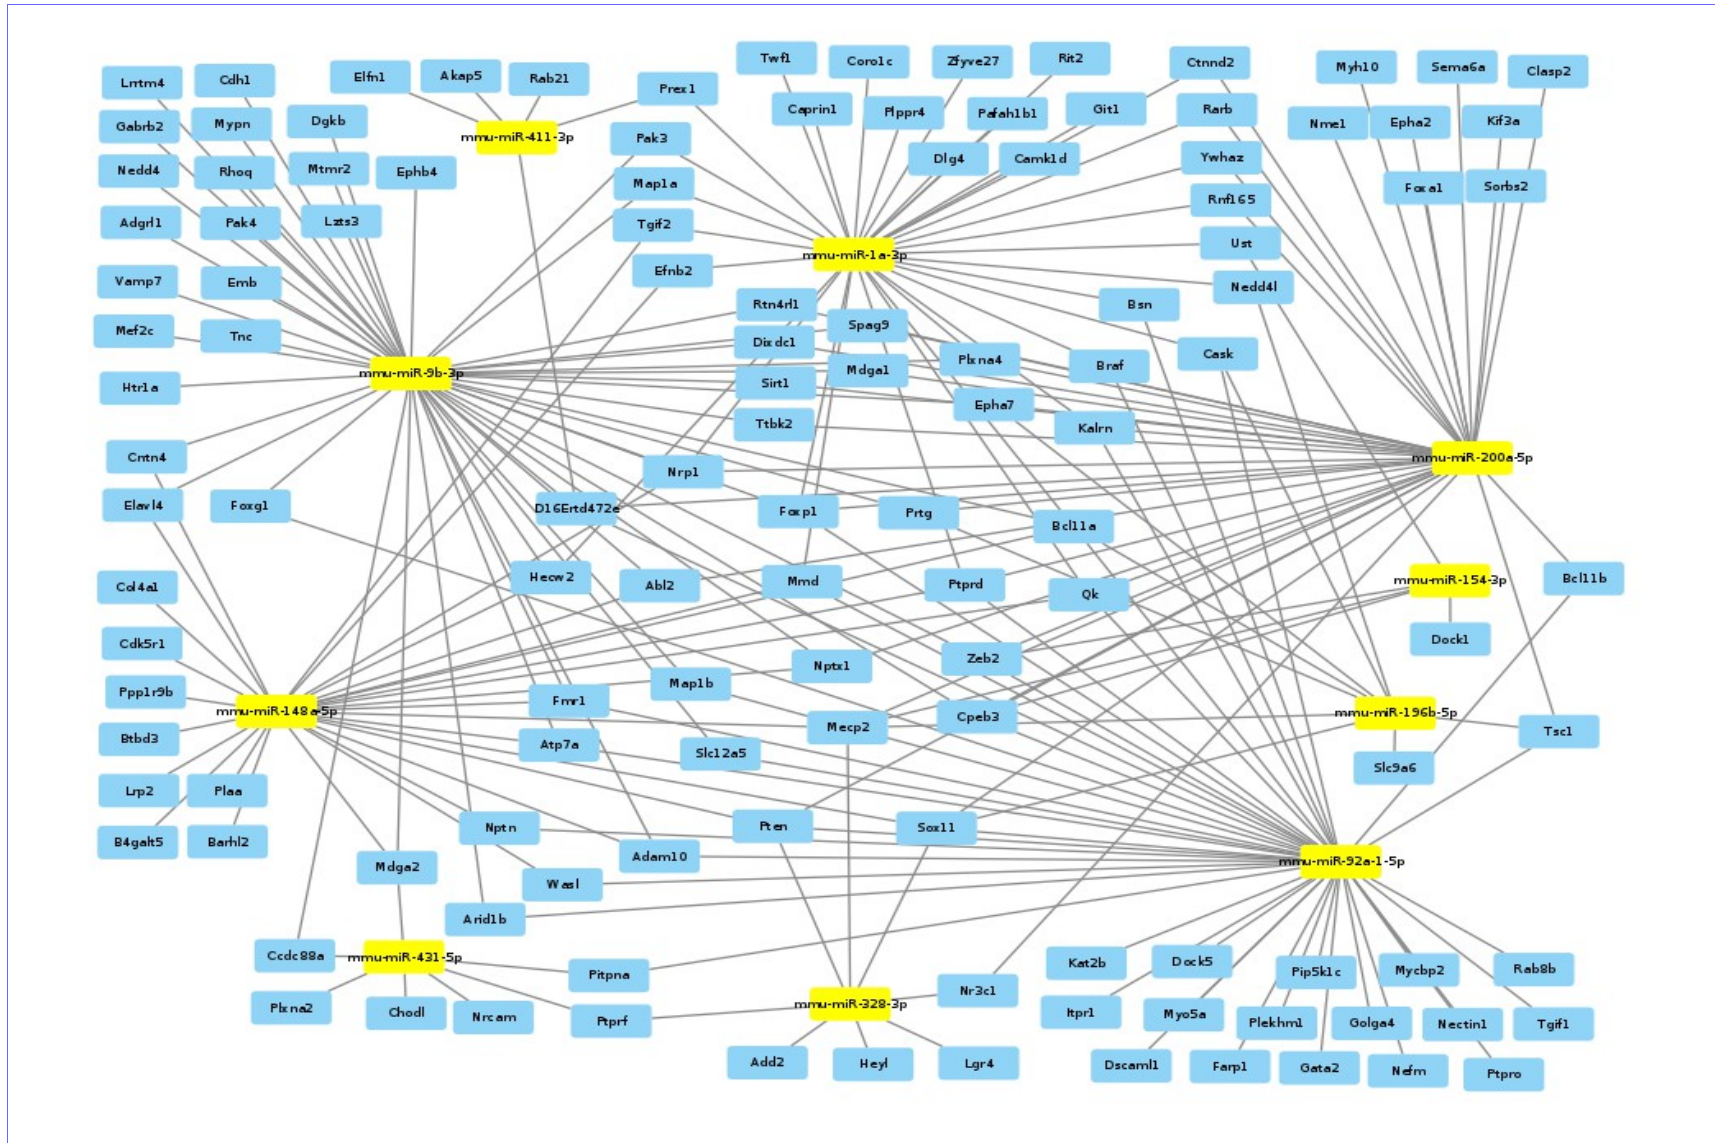 Twf1
Coro1c
Zfyve27
Rit2
Ctnnd2
Myh10
Sema6a
Clasp2
Lrrtm4
Cdh1
Elfn1
Akap5
Rab21
Prex1
Caprin1
Plppr4
Pafah1b1
Git1
Rarb
Nme1
Epha2
Kif3a
Gabrb2
Mypn
Dgkb
mmu-miR-411-3p
Pak3
Dlg4
Camk1d
Ywhaz
Nedd4
Rhoq
Mtmr2
Ephb4
Map1a
Rnf165
Foxa1
Sorbs2
Adgrl1
Pak4
Lzts3
Tgif2
Ust
mmu-miR-1a-3p
Vamp7
Emb
Efnb2
Nedd4l
Rtn4rl1
Bsn
Mef2c
Tnc
Spag9
Dixdc1
Cask
mmu-miR-9b-3p
Mdga1
Plxna4
Braf
Htr1a
Sirt1
Epha7
Ttbk2
Kalrn
Cntn4
Nrp1
mmu-miR-200a-5p
Elavl4
Foxg1
D16Ertd472e
Foxp1
Prtg
Bcl11a
Col4a1
Hecw2
Abl2
Mmd
Ptprd
Qk
mmu-miR-154-3p
Bcl11b
Cdk5r1
Dock1
Nptx1
Zeb2
Ppp1r9b
Map1b
Fmr1
mmu-miR-148a-5p
Mecp2
Cpeb3
mmu-miR-196b-5p
Btbd3
Atp7a
Slc12a5
Tsc1
Slc9a6
Lrp2
Plaa
B4galt5
Barhl2
Nptn
Pten
Sox11
Mdga2
Adam10
mmu-miR-92a-1-5p
Wasl
Arid1b
Ccdc88a
mmu-miR-431-5p
Pitpna
Kat2b
Dock5
Pip5k1c
Mycbp2
Rab8b
Plxna2
Chodl
Nrcam
Ptprf
mmu-miR-328-3p
Nr3c1
Itpr1
Myo5a
Plekhm1
Golga4
Nectin1
Tgif1
Add2
Heyl
Lgr4
Dscaml1
Farp1
Gata2
Nefm
Ptpro